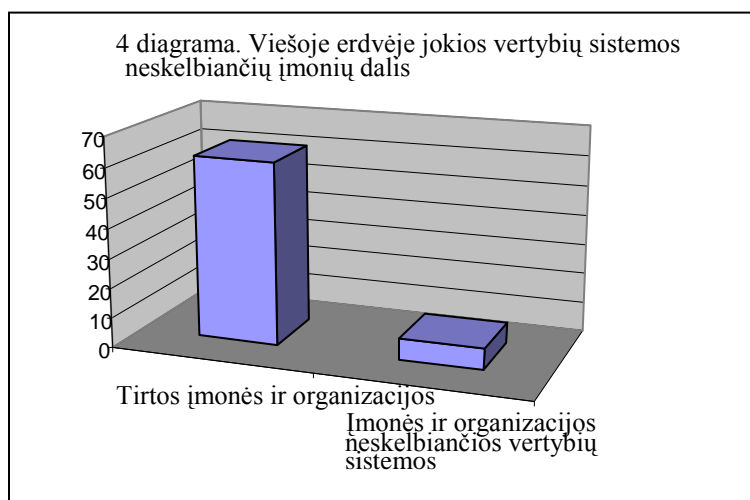 4 diagrama. Viešoje erdvėje jokios vertybių sistemos
neskelbiančių įmonių dalis
70
60
50
40
30
20
10
0
Tirtos įmonės ir organizacijos
Įmonės ir organizacijos
neskelbiančios vertybių
sistemos